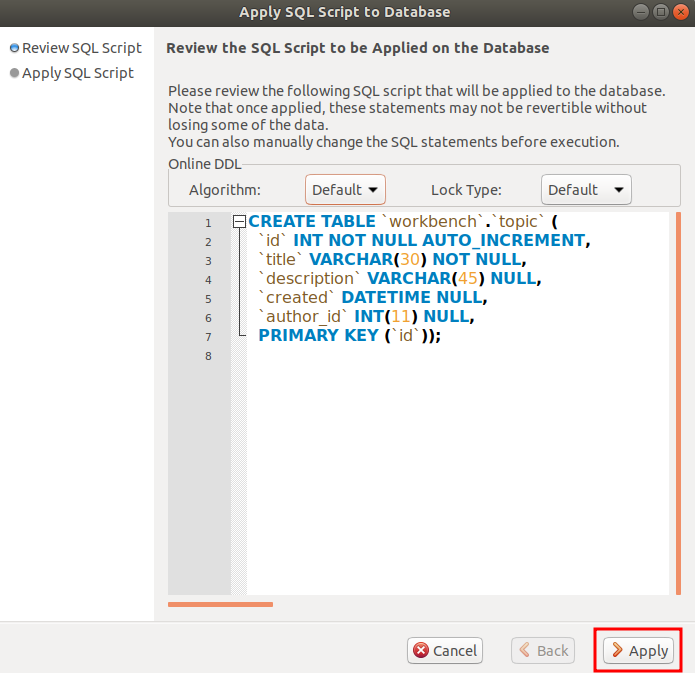 Apply SQL Script to Database
Review SQL Script
Apply SQL Script
Review the SQL Script to be Applied on the Database
Please review the following SQL script that will be applied to the database.
Note that once applied, these statements may not be revertible without
losing some of the data.
You can also manually change the SQL statements before execution.
Online DDL
Algorithm: Default Lock Type: Default
1 CREATE TABLE `workbench`.`topic` (
2 `id` INT NOT NULL AUTO_INCREMENT,
3 `title` VARCHAR(30) NOT NULL,
4 `description` VARCHAR(45) NULL,
5 `created` DATETIME NULL,
6 `author_id` INT(11) NULL,
7 PRIMARY KEY (`id`));
8
Cancel Back Apply